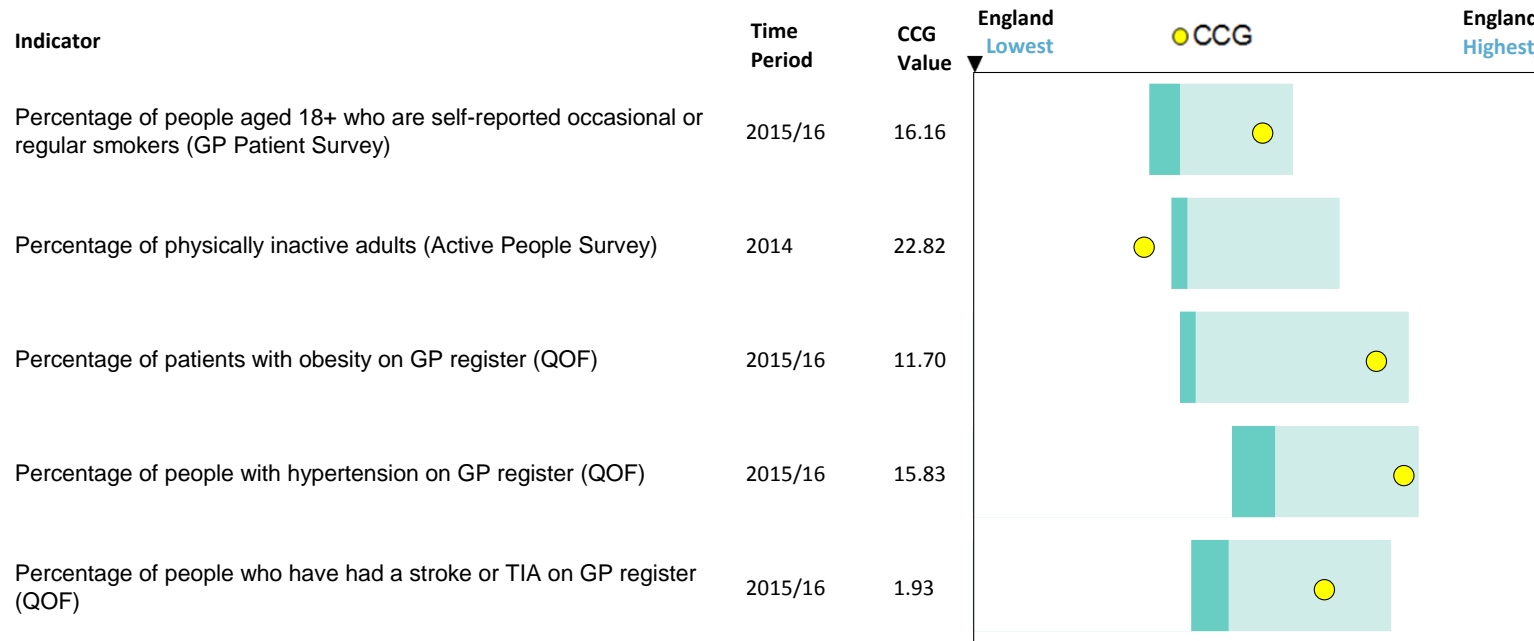 Indicator
Time
Period
CCG
Value
England
Lowest
CCG
England
Highest
Percentage of people aged 18+ who are self-reported occasional or
regular smokers (GP Patient Survey)
2015/16
16.16
Percentage of physically inactive adults (Active People Survey)
2014
22.82
Percentage of patients with obesity on GP register (QOF)
2015/16
11.70
Percentage of people with hypertension on GP register (QOF)
2015/16
15.83
Percentage of people who have had a stroke or TIA on GP register
(QOF)
2015/16
1.93